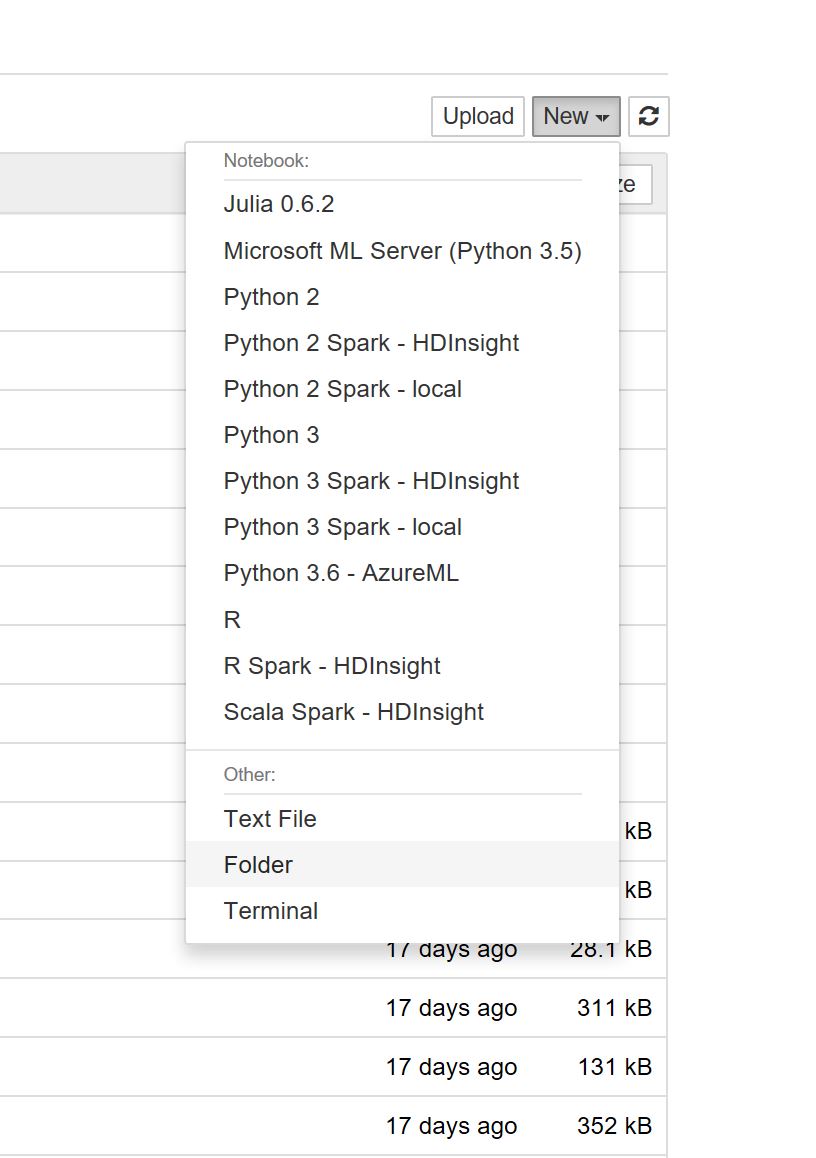 Upload New
Notebook:
ze
Julia 0.6.2
Microsoft ML Server (Python 3.5)
Python 2
Python 2 Spark - HDInsight
Python 2 Spark - local
Python 3
Python 3 Spark - HDInsight
Python 3 Spark - local
Python 3.6 - AzureML
R
R Spark - HDInsight
Scala Spark - HDInsight
Other:
Text File
kB
Folder
kB
Terminal
17 days ago 28.1 kB
17 days ago 311 kB
17 days ago 131 kB
17 days ago 352 kB